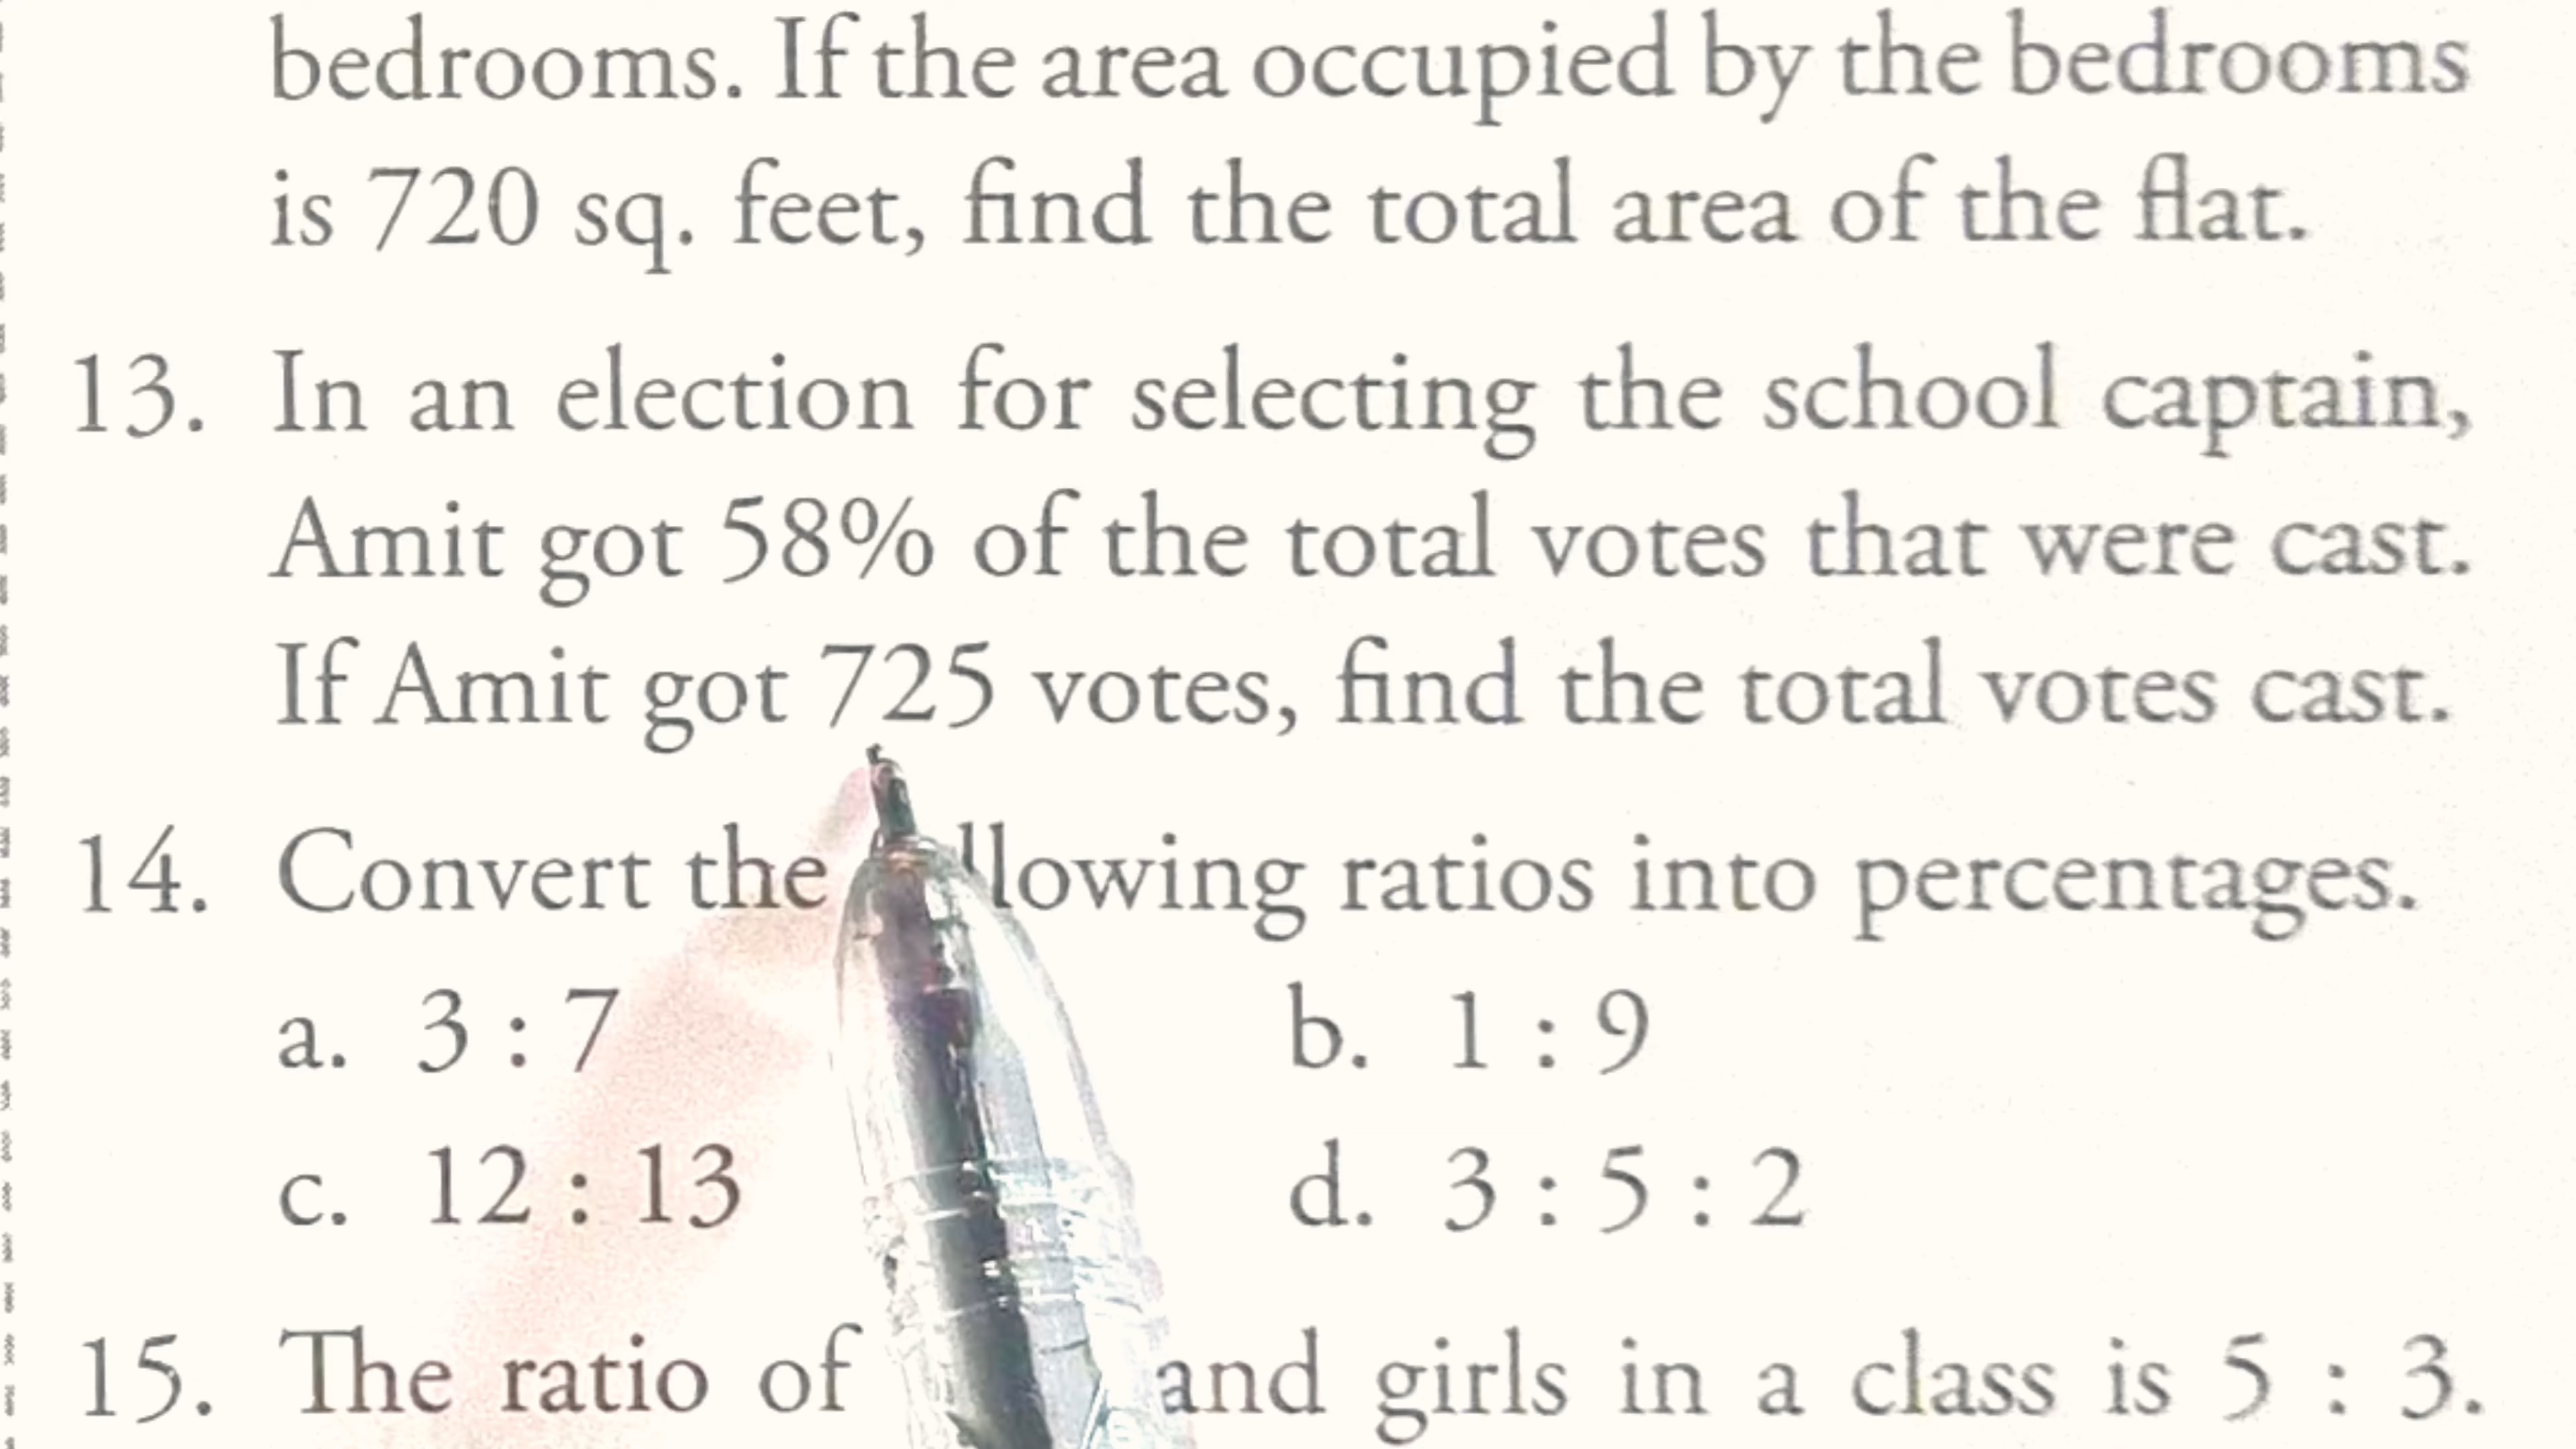 bedrooms. If the area occupied by the bedrooms
is 720 sq. feet, find the total area of the flat.
13. In an election for selecting the school captain,
Amit got 58% of the total votes that were cast.
If Amit got 725 votes, find the total votes cast.
14. Convert the llowing ratios into percentages.
a. 3 : 7 b. 1 : 9
c. 12 : 13 d. 3 : 5 : 2
15. The ratio of and girls in a class is 5 : 3.